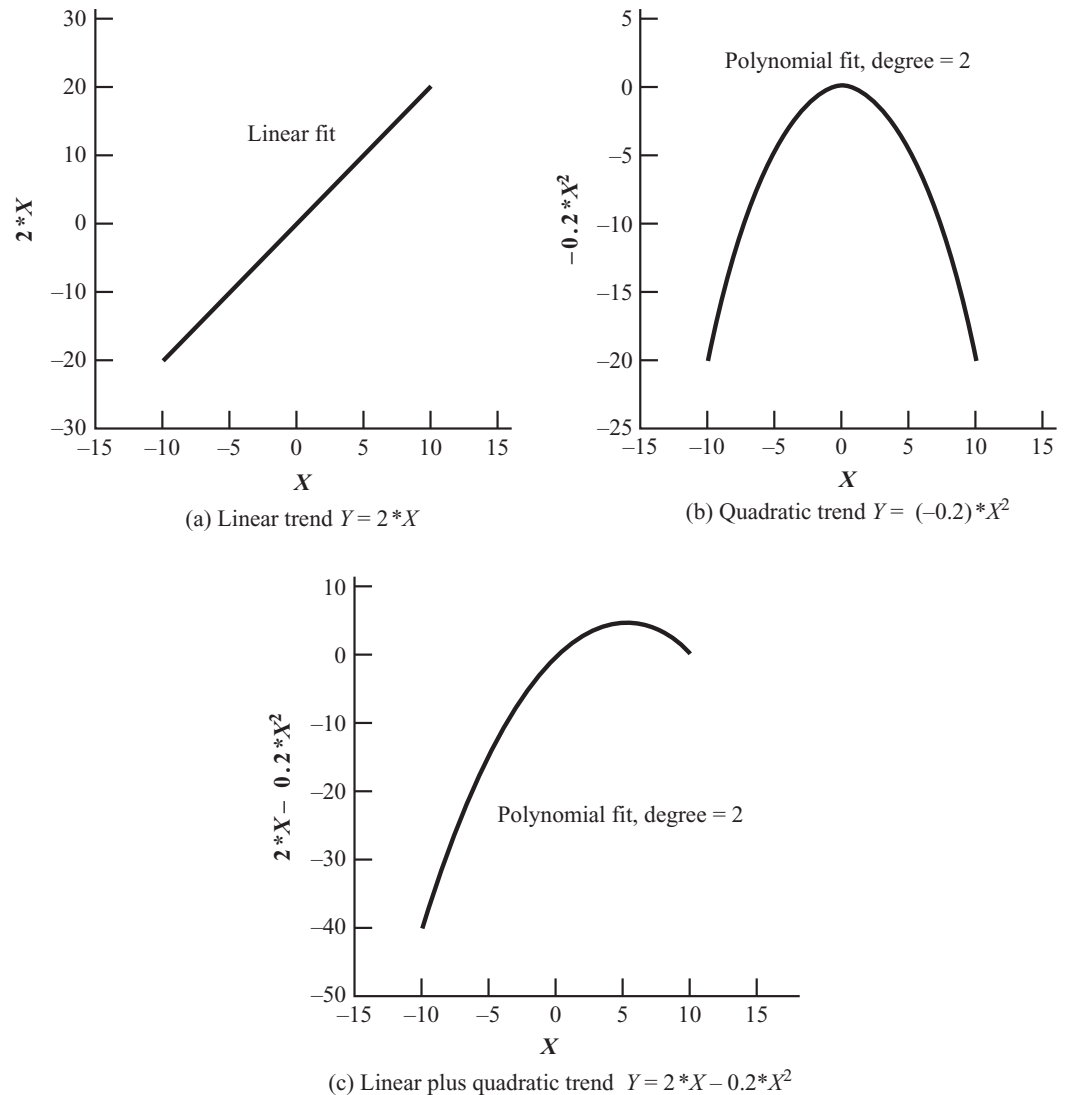 30
20
10
0
–10
–20
–30
2*X
Linear fit
–15 –10 –5 0 5 10 15
X
(a) Linear trend Y = 2*X
5
0
–5
–10
–15
–20
–25
–0.2*X²
Polynomial fit, degree = 2
–15 –10 –5 0 5 10 15
X
(b) Quadratic trend Y = (–0.2)*X²
10
0
–10
–20
–30
–40
–50
2*X – 0.2*X²
Polynomial fit, degree = 2
–15 –10 –5 0 5 10 15
X
(c) Linear plus quadratic trend Y = 2*X – 0.2*X²